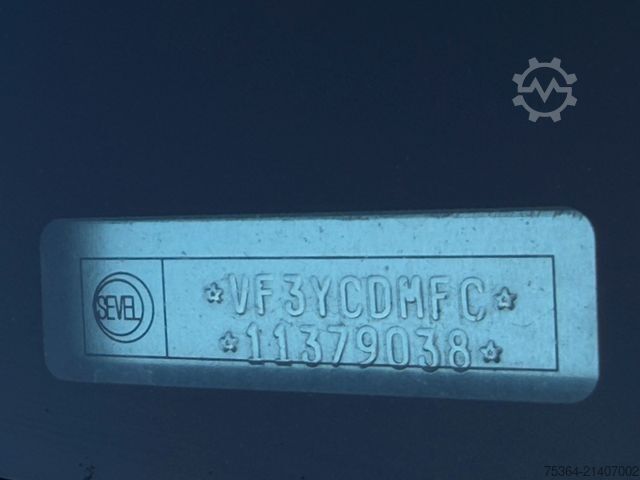 SEVEL
*VF3YCDMFC*
*11379038*
75364-21407002